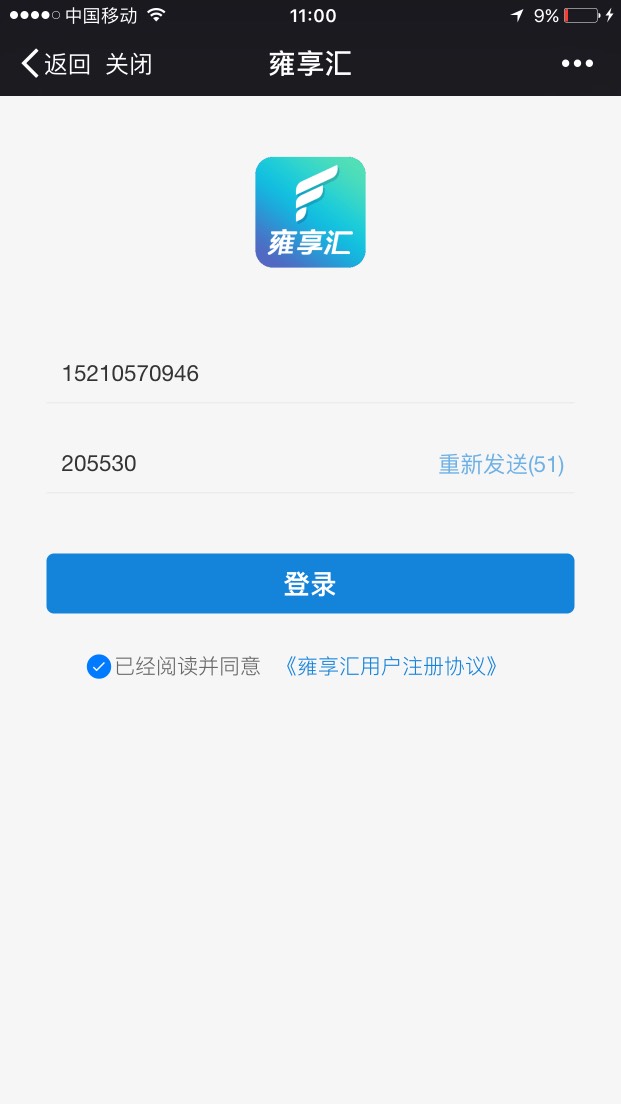 中国移动 11:00 9%
返回 关闭 雍享汇
雍享汇
15210570946
205530 重新发送(51)
登录
已经阅读并同意 《雍享汇用户注册协议》